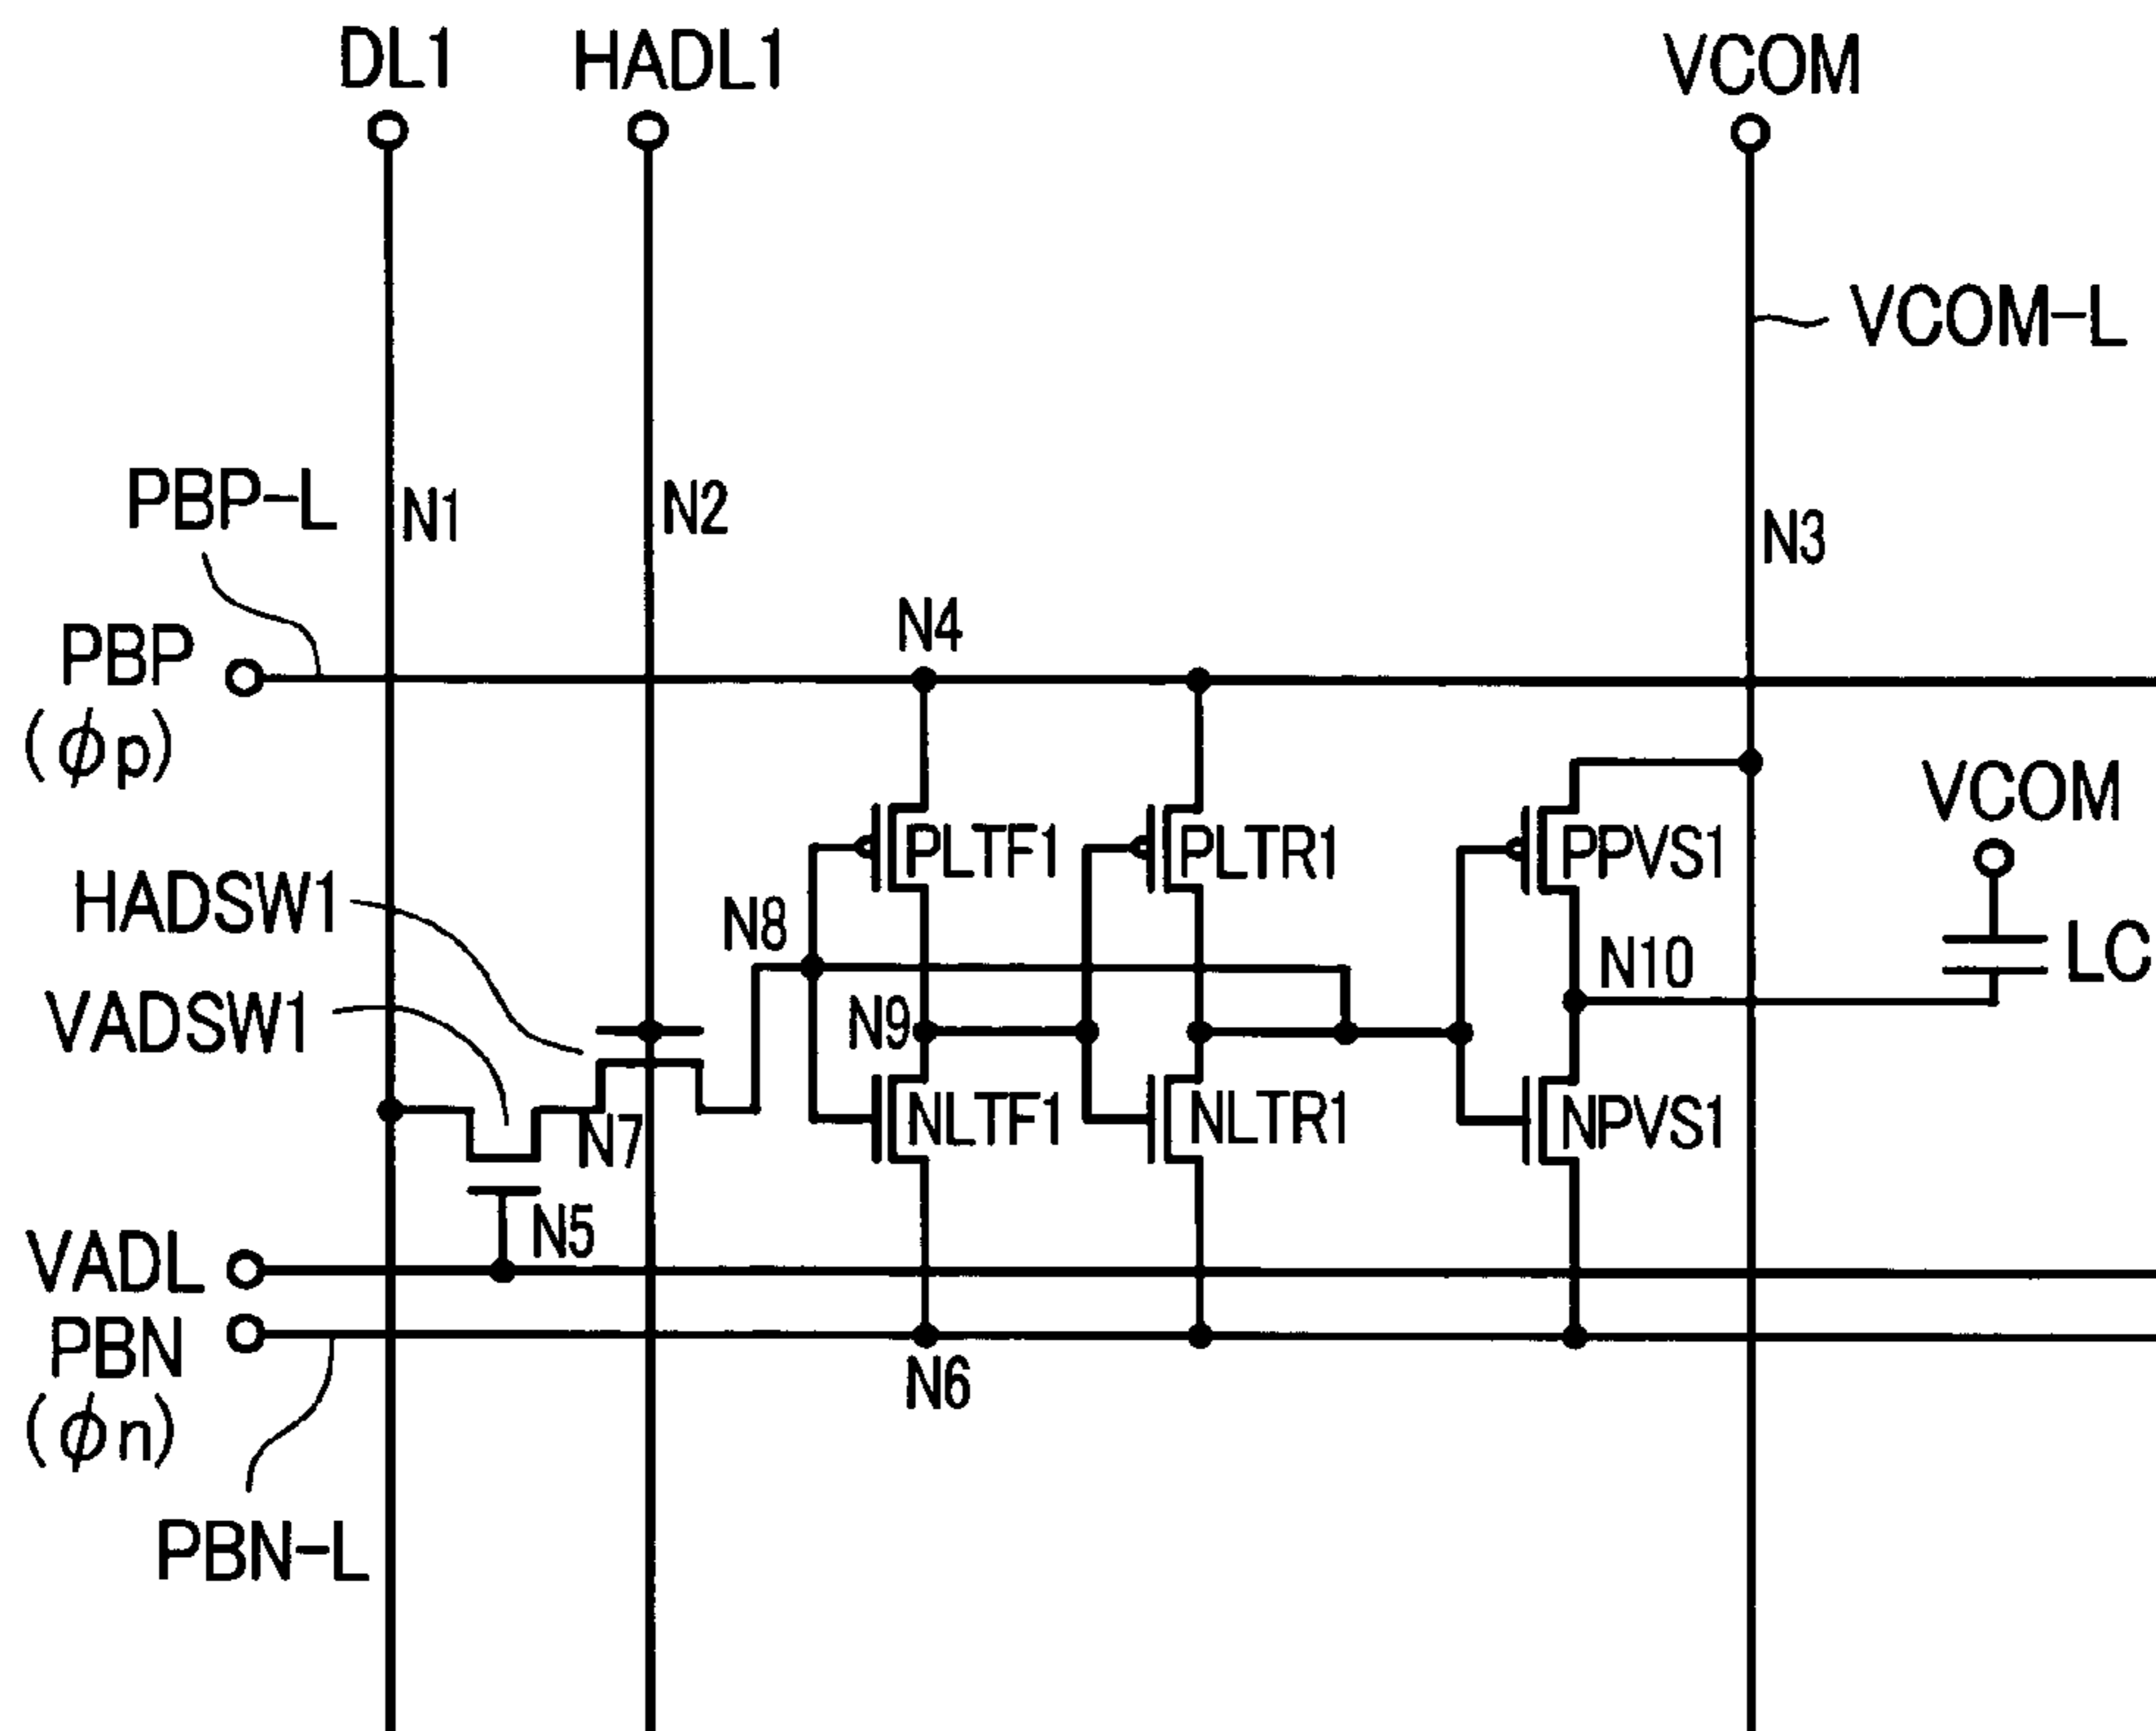 DL1
HADL1
VCOM
VCOM-L
PBP-L
N1
N2
N3
N4
PBP
(ϕp)
VCOM
PLTF1
PLTR1
PPVS1
HADSW1
N8
N10
LC
VADSW1
N9
N7
NLTF1
NLTR1
NPVS1
N5
VADL
PBN
(ϕn)
N6
PBN-L